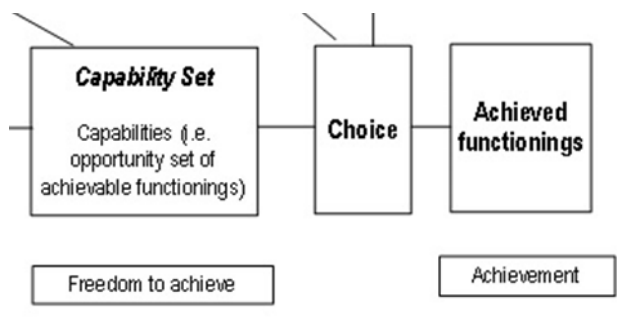 Capability Set
Capabilities (i.e.
opportunity set of
achievable functionings)
Choice
Achieved
functionings
Freedom to achieve
Achievement